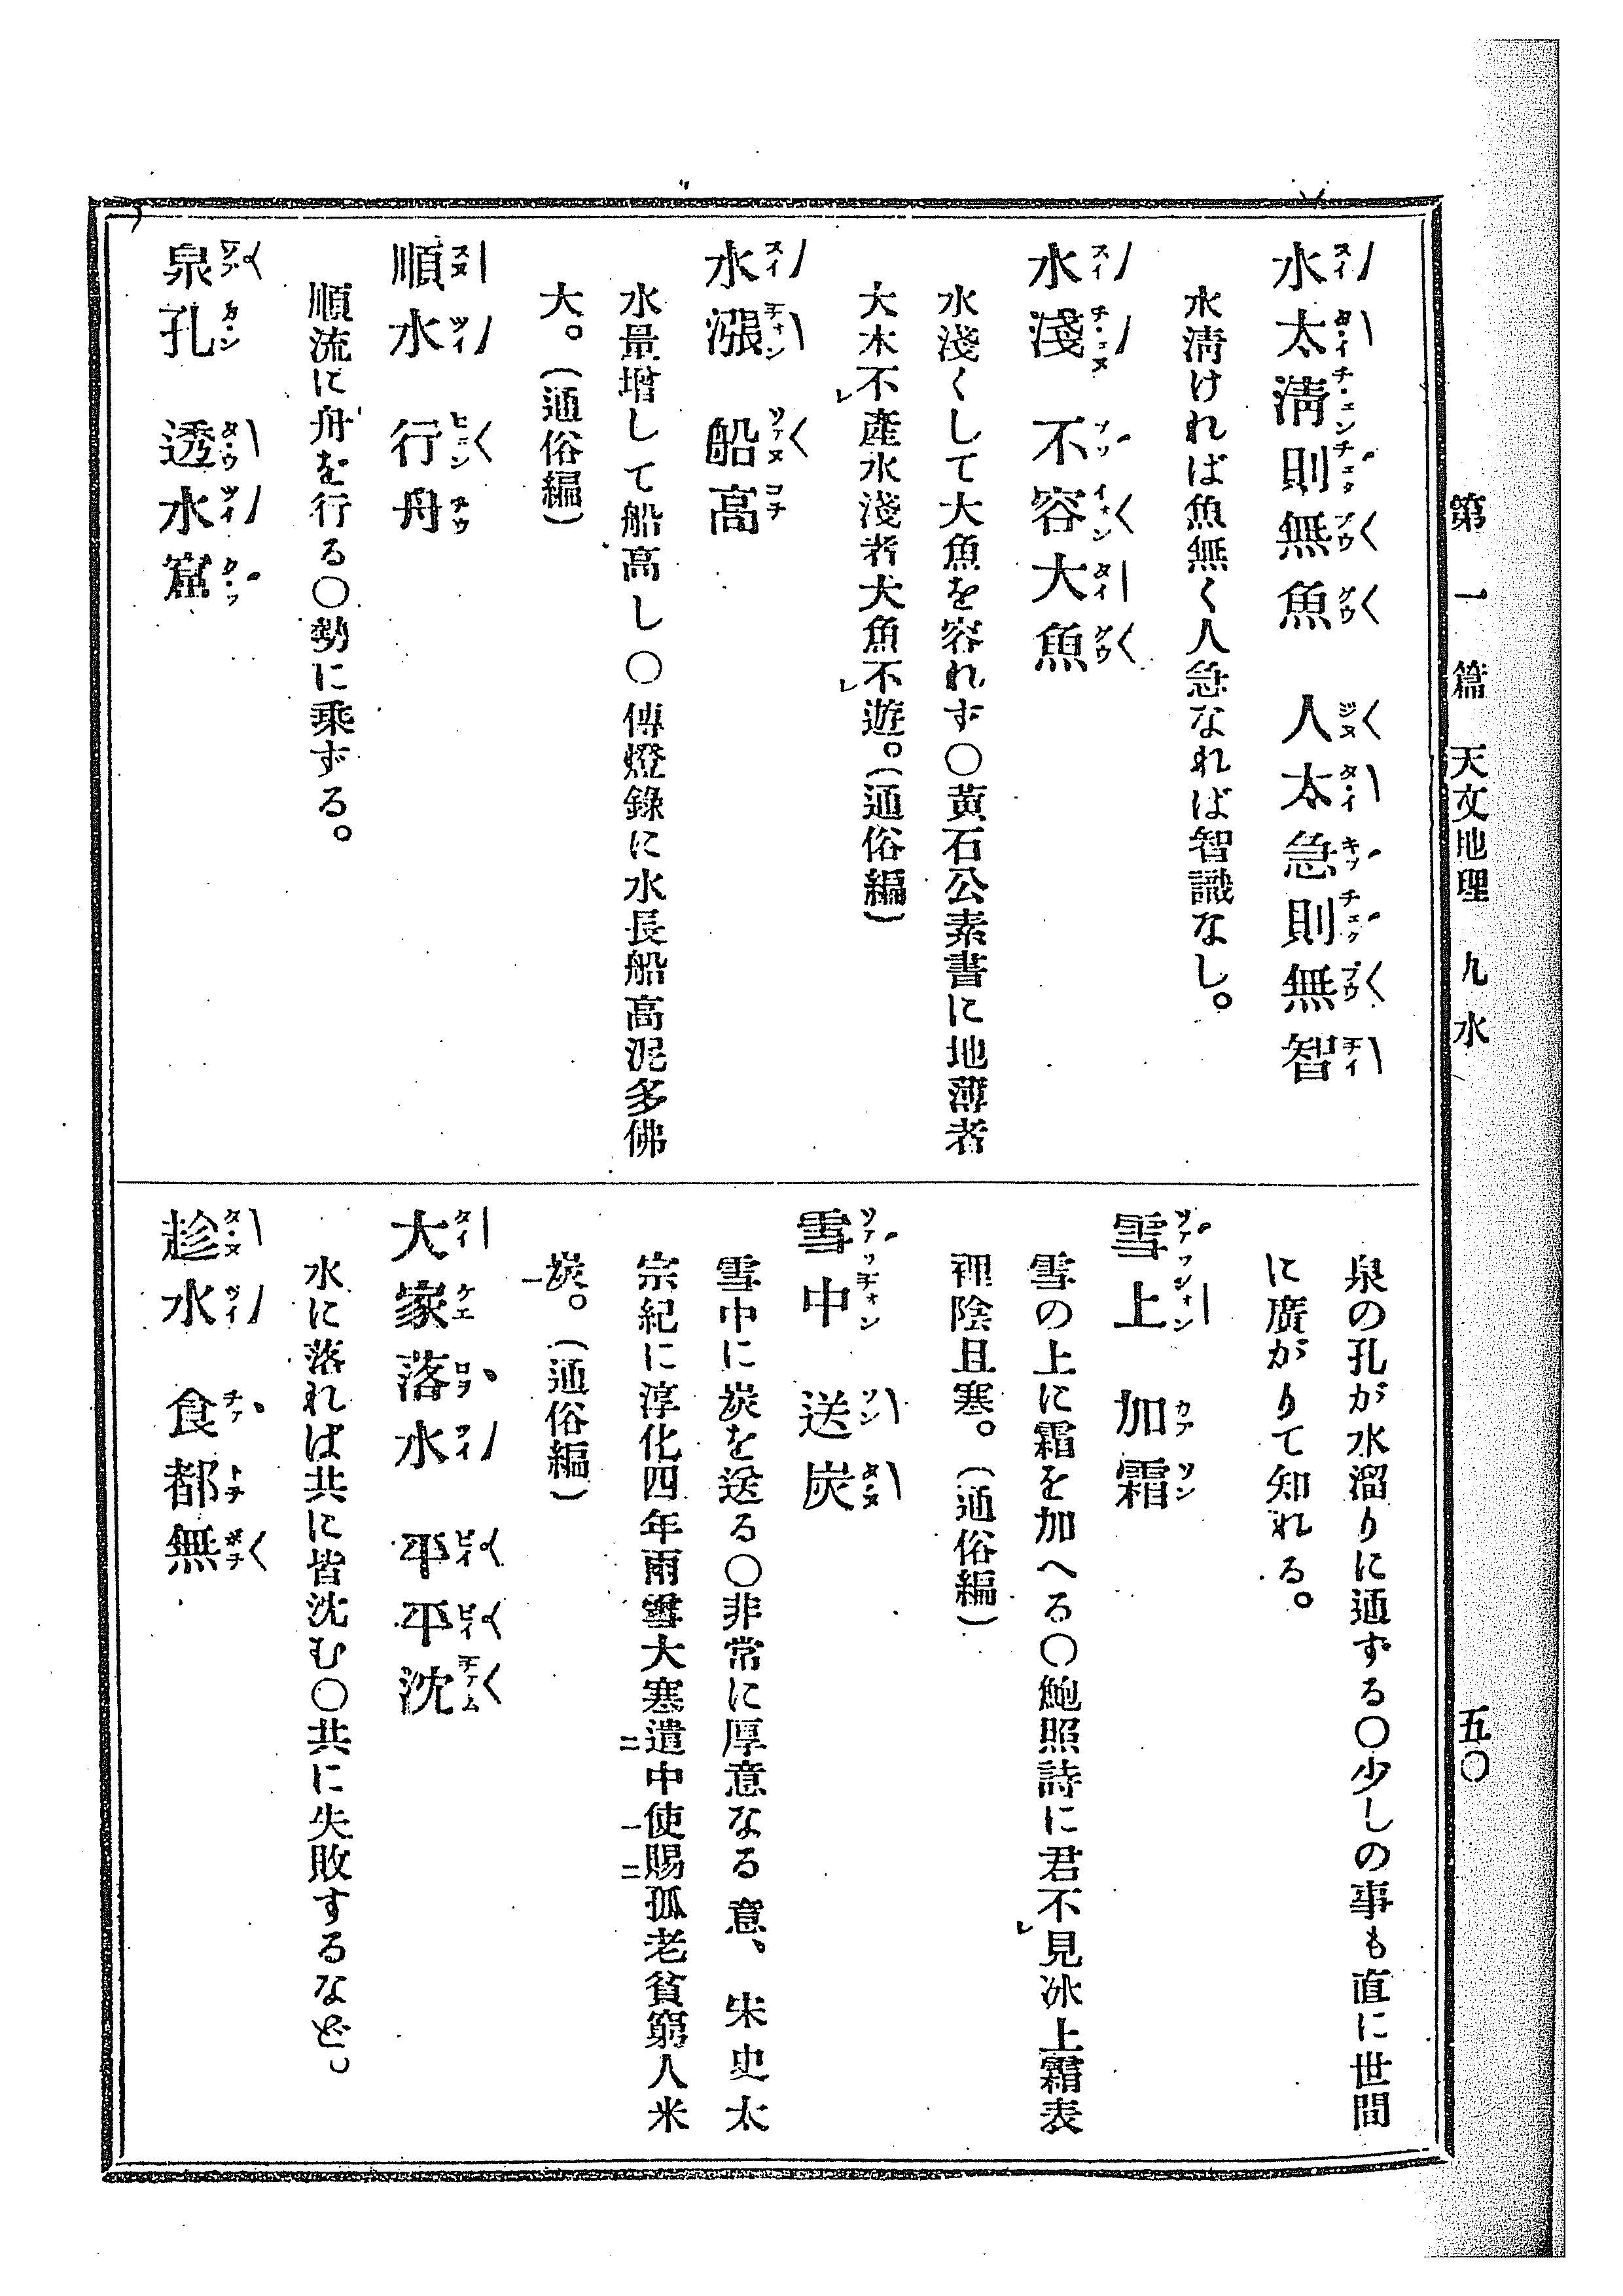 第一篇　天文地理　九水　五〇
水太淸則無魚　人太急則無智
水淸ければ魚無く人急なれば智識なし。
水淺　不容大魚
水淺くして大魚を容れず〇黄石公素書に地薄者
大木不產水淺者大魚不遊。（通俗編）
水漲　船高
水量增して船高し〇傳燈錄に水長船高泥多佛
大。（通俗編）
順水　行舟
順流に舟を行る〇勢に乘ずる。
泉孔　透水窟
泉の孔が水溜りに通ずる〇少しの事も直に世間
に廣がりて知れる。
雪上　加霜
雪の上に霜を加へる〇鮑照詩に君不見冰上霜表
裡陰且寒。（通俗編）
雪中　送炭
雪中に炭を送る〇非常に厚意なる意、宋史太
宗紀に淳化四年雨雪大寒遣中使賜孤老貧窮人米
炭。（通俗編）
大家落水　平平沈
水に落れば共に皆沈む〇共に失敗するなど。
趁水　食都無